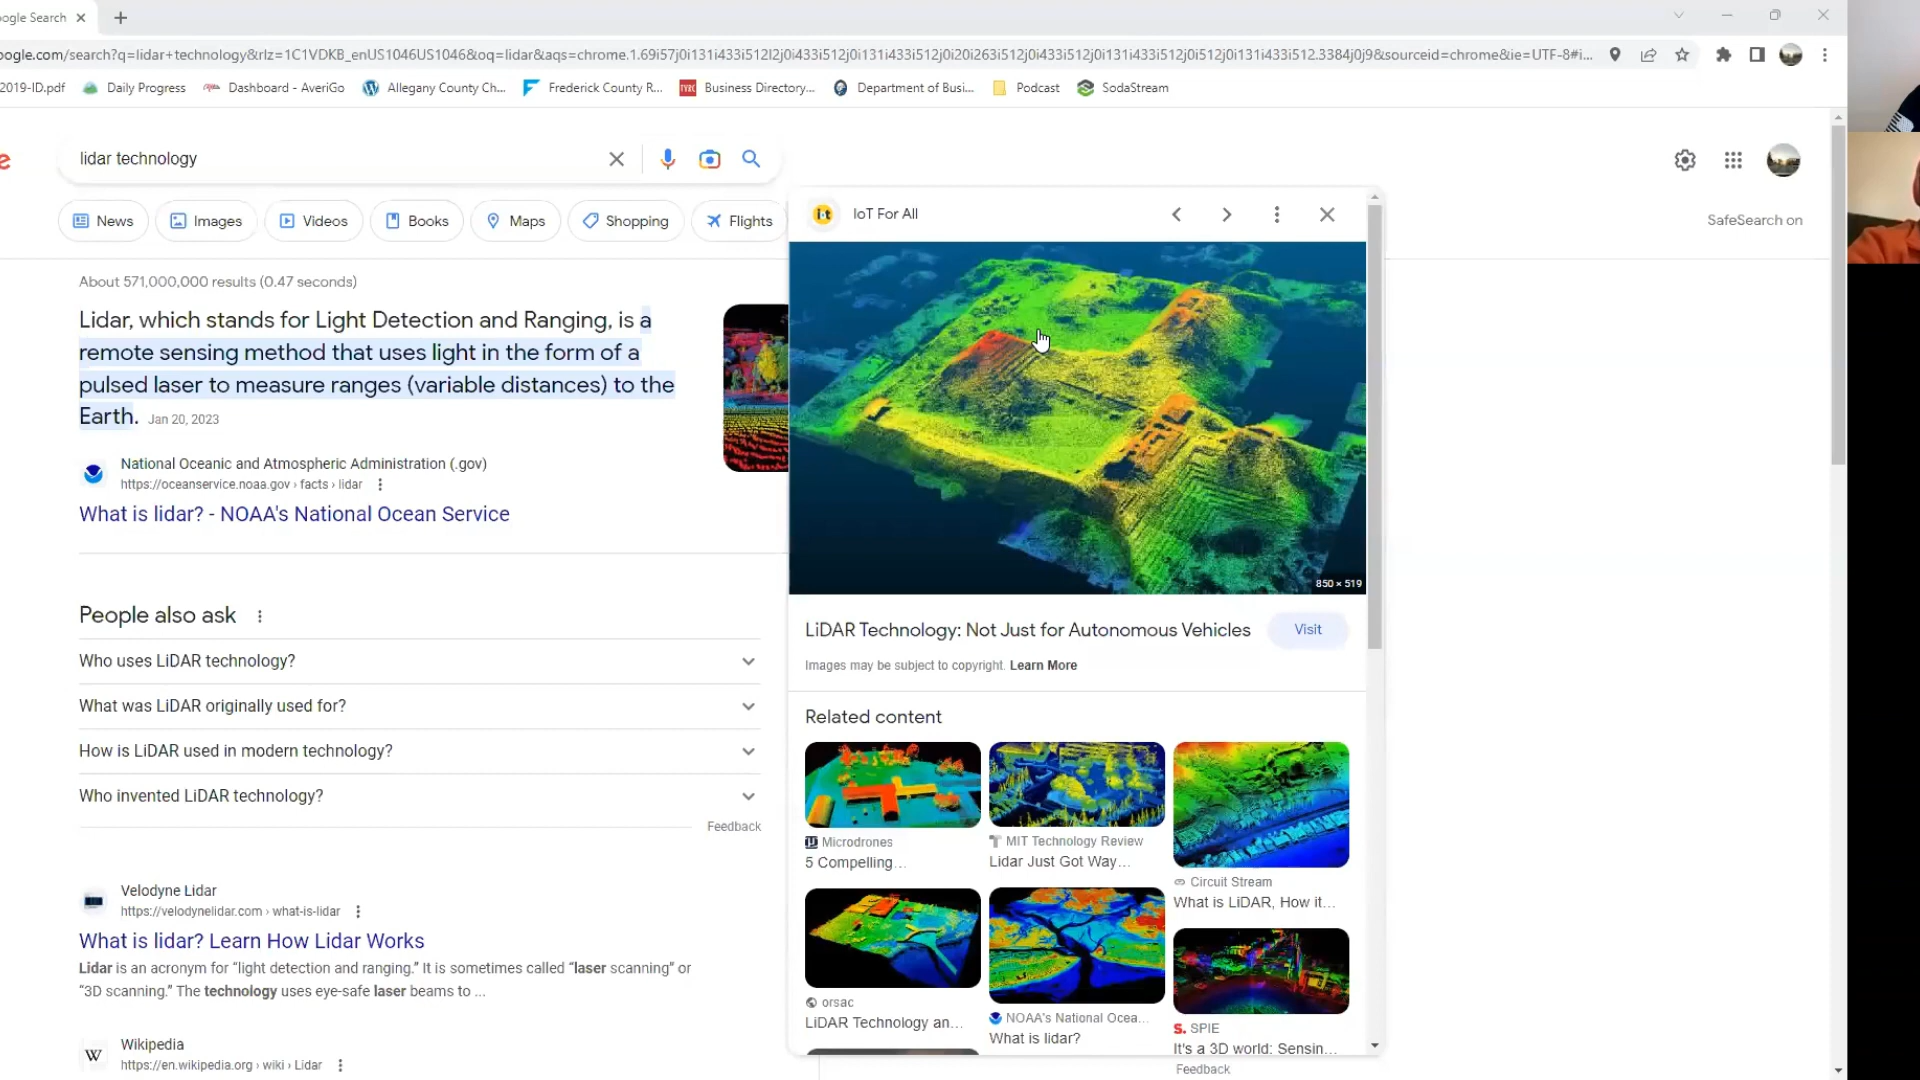 oogle Search
oogle.com/search?q=lidar+technology&rlz=1C1VDKB_enUS1046US1046&oq=lidar&aqs=chrome.1.69i57j0i131i433i512l2j0i433i512j0i131i433i512j0i20i263i512j0i433i512j0i131i433i512j0i512j0i131i433i512.3384j0j9&sourceid=chrome&ie=UTF-8#i...
2019-ID.pdf
Daily Progress
Dashboard - AveriGo
Allegany County Ch...
Frederick County R...
Business Directory...
Department of Busi...
Podcast
SodaStream
e
lidar technology
News
Images
Videos
Books
Maps
Shopping
Flights
SafeSearch on
About 571,000,000 results (0.47 seconds)
Lidar, which stands for Light Detection and Ranging, is a
remote sensing method that uses light in the form of a
pulsed laser to measure ranges (variable distances) to the
Earth. Jan 20, 2023
National Oceanic and Atmospheric Administration (.gov)
https://oceanservice.noaa.gov › facts › lidar
What is lidar? - NOAA's National Ocean Service
People also ask
Who uses LiDAR technology?
What was LiDAR originally used for?
How is LiDAR used in modern technology?
Who invented LiDAR technology?
Feedback
Velodyne Lidar
https://velodynelidar.com › what-is-lidar
What is lidar? Learn How Lidar Works
Lidar is an acronym for “light detection and ranging.” It is sometimes called “laser scanning” or
“3D scanning.” The technology uses eye-safe laser beams to ...
W
Wikipedia
https://en.wikipedia.org › wiki › Lidar
iot
IoT For All
850 × 519
LiDAR Technology: Not Just for Autonomous Vehicles
Visit
Images may be subject to copyright. Learn More
Related content
Microdrones
5 Compelling...
MIT Technology Review
Lidar Just Got Way...
Circuit Stream
What is LiDAR, How it...
orsac
LiDAR Technology an...
NOAA's National Ocea...
What is lidar?
S. SPIE
It's a 3D world: Sensin...
Feedback